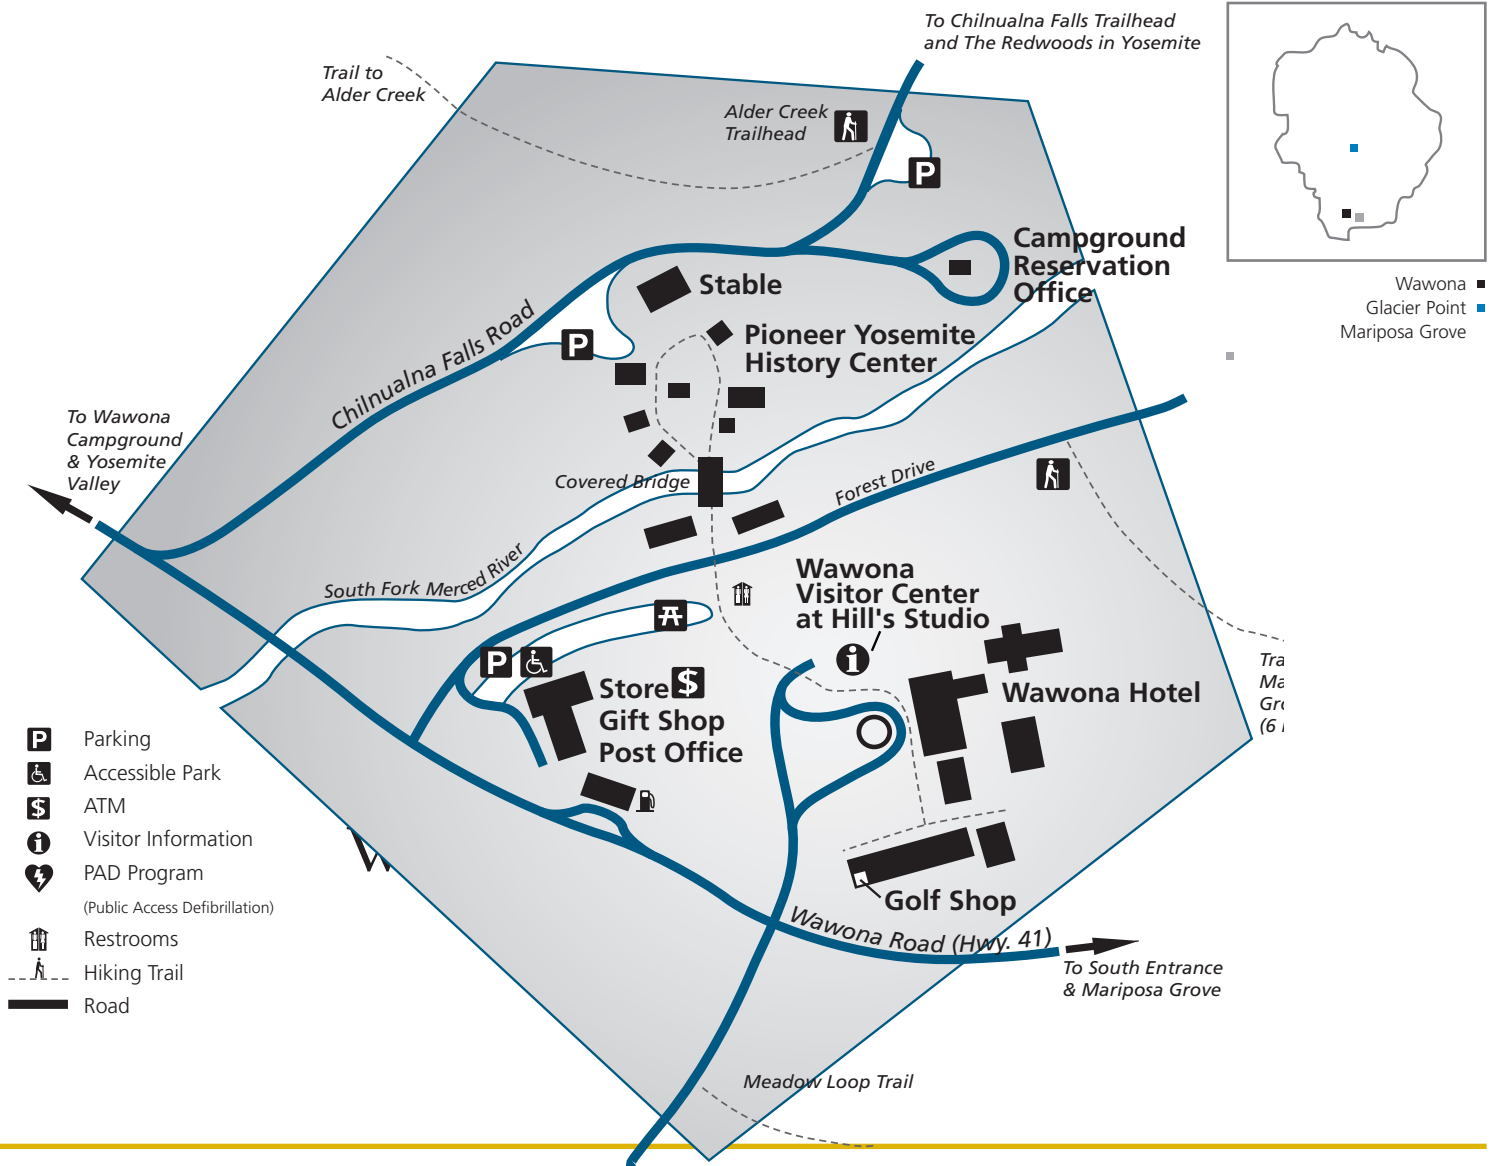 To Chilnualna Falls Trailhead
and The Redwoods in Yosemite
Trail to
Alder Creek
Alder Creek
Trailhead
P
Campground
Reservation
Office
Stable
Wawona
Glacier Point
Mariposa Grove
Chilnualna Falls Road
P
Pioneer Yosemite
History Center
To Wawona
Campground
& Yosemite
Valley
Covered Bridge
Forest Drive
South Fork Merced River
Wawona
Visitor Center
at Hill's Studio
i
P
Store $
Gift Shop
Post Office
Wawona Hotel
(6
P Parking
Accessible Park
$ ATM
i Visitor Information
PAD Program
(Public Access Defibrillation)
Restrooms
Hiking Trail
Road
Golf Shop
Wawona Road (Hwy. 41)
To South Entrance
& Mariposa Grove
Meadow Loop Trail